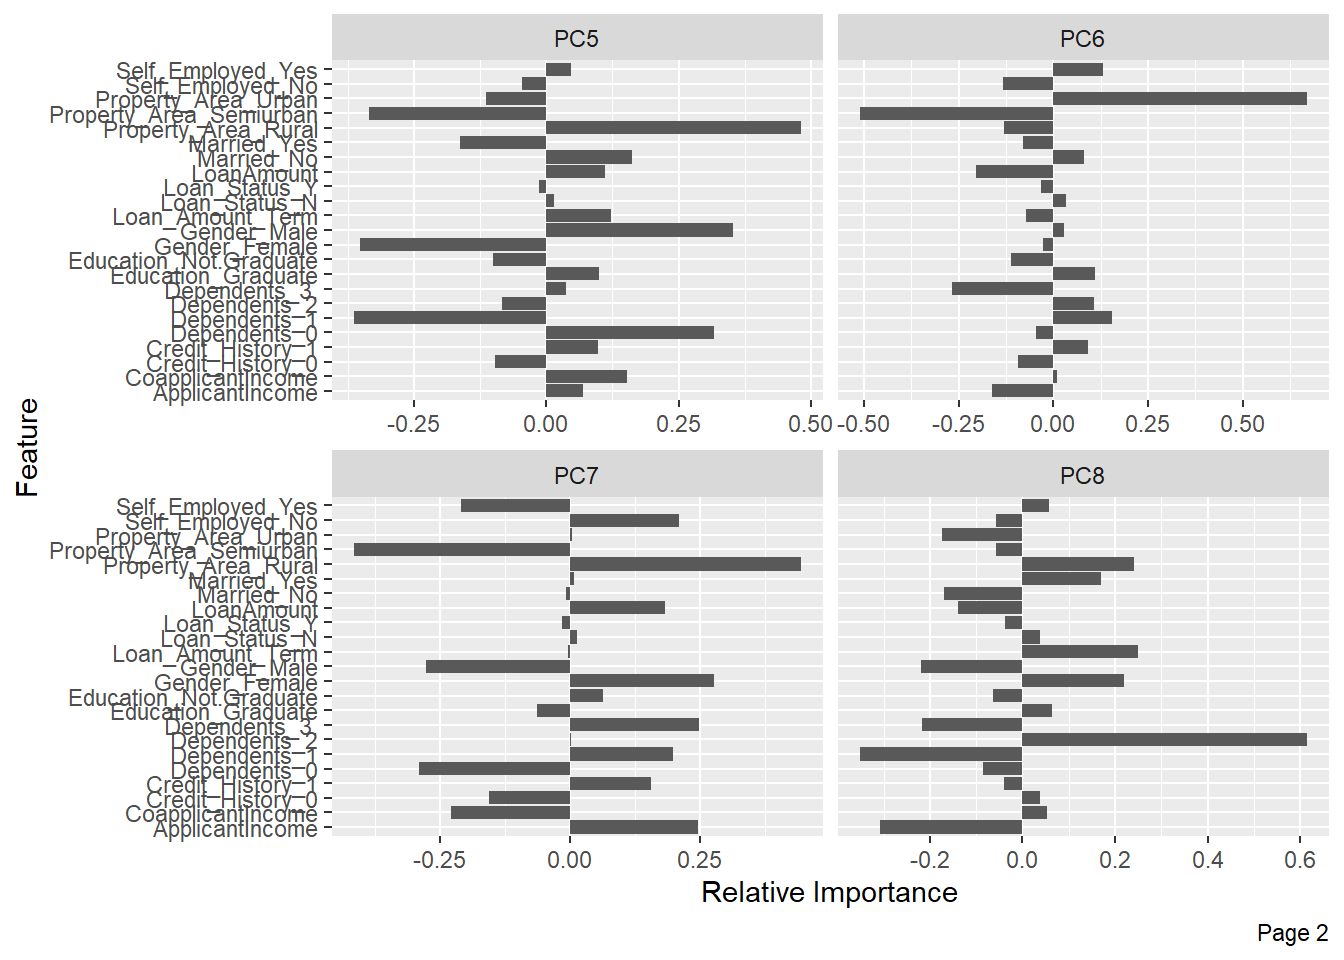 PC5
PC6
Self_Employed_Yes
Self_Employed_No
Property_Area_Urban
Property_Area_Semiurban
Property_Area_Rural
Married_Yes
Married_No
LoanAmount
Loan_Status_Y
Loan_Status_N
Loan_Amount_Term
Gender_Male
Gender_Female
Education_Not.Graduate
Education_Graduate
Dependents_3.
Dependents_2
Dependents_1
Dependents_0
Credit_History_1
Credit_History_0
CoapplicantIncome
ApplicantIncome
-0.25 0.00 0.25 0.50
-0.50 -0.25 0.00 0.25 0.50
Feature
PC7
PC8
Self_Employed_Yes
Self_Employed_No
Property_Area_Urban
Property_Area_Semiurban
Property_Area_Rural
Married_Yes
Married_No
LoanAmount
Loan_Status_Y
Loan_Status_N
Loan_Amount_Term
Gender_Male
Gender_Female
Education_Not.Graduate
Education_Graduate
Dependents_3.
Dependents_2
Dependents_1
Dependents_0
Credit_History_1
Credit_History_0
CoapplicantIncome
ApplicantIncome
-0.25 0.00 0.25
-0.2 0.0 0.2 0.4 0.6
Relative Importance
Page 2